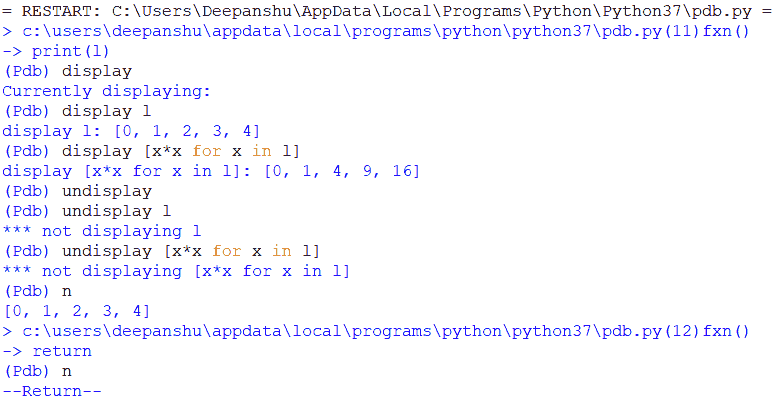 = RESTART: C:\Users\Deepanshu\AppData\Local\Programs\Python\Python37\pdb.py =
> c:\users\deepanshu\appdata\local\programs\python\python37\pdb.py(11)fxn()
-> print(l)
(Pdb) display
Currently displaying:
(Pdb) display l
display l: [0, 1, 2, 3, 4]
(Pdb) display [x*x for x in l]
display [x*x for x in l]: [0, 1, 4, 9, 16]
(Pdb) undisplay
(Pdb) undisplay l
*** not displaying l
(Pdb) undisplay [x*x for x in l]
*** not displaying [x*x for x in l]
(Pdb) n
[0, 1, 2, 3, 4]
> c:\users\deepanshu\appdata\local\programs\python\python37\pdb.py(12)fxn()
-> return
(Pdb) n
--Return--